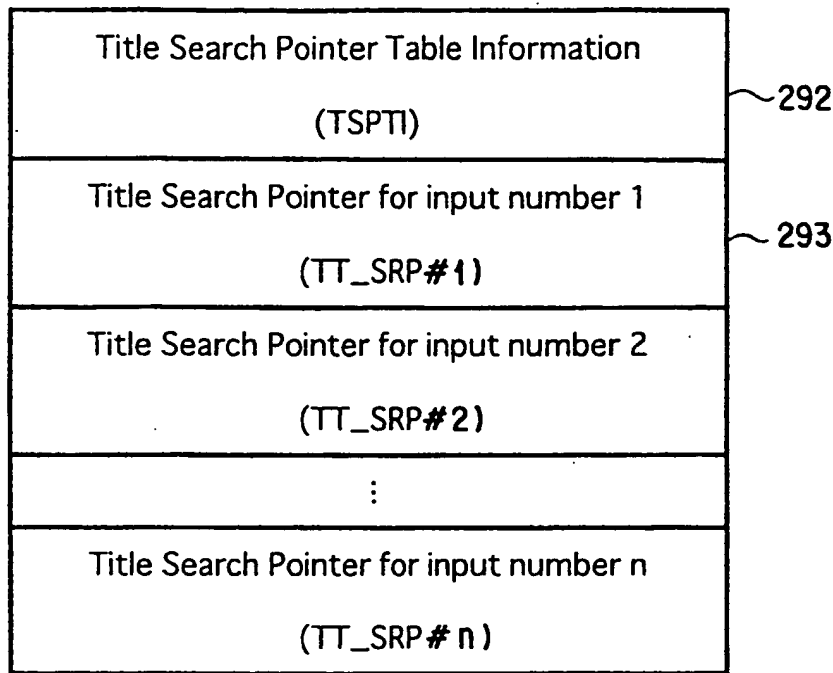 Title Search Pointer Table Information
(TSPTI)
292
Title Search Pointer for input number 1
(TT_SRP#1)
293
Title Search Pointer for input number 2
(TT_SRP#2)
⋮
Title Search Pointer for input number n
(TT_SRP#n)